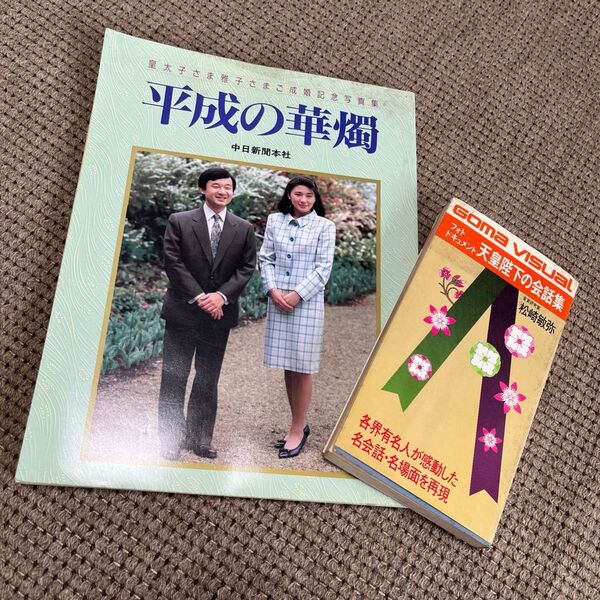 皇太子さま雅子さまご成婚記念写真集
平成の華燭
中日新聞本社
GOMA VISUAL
フォト
ドキュメント
天皇陛下の会話集
松崎敏弥
各界有名人が感動した
名会話・名場面を再現